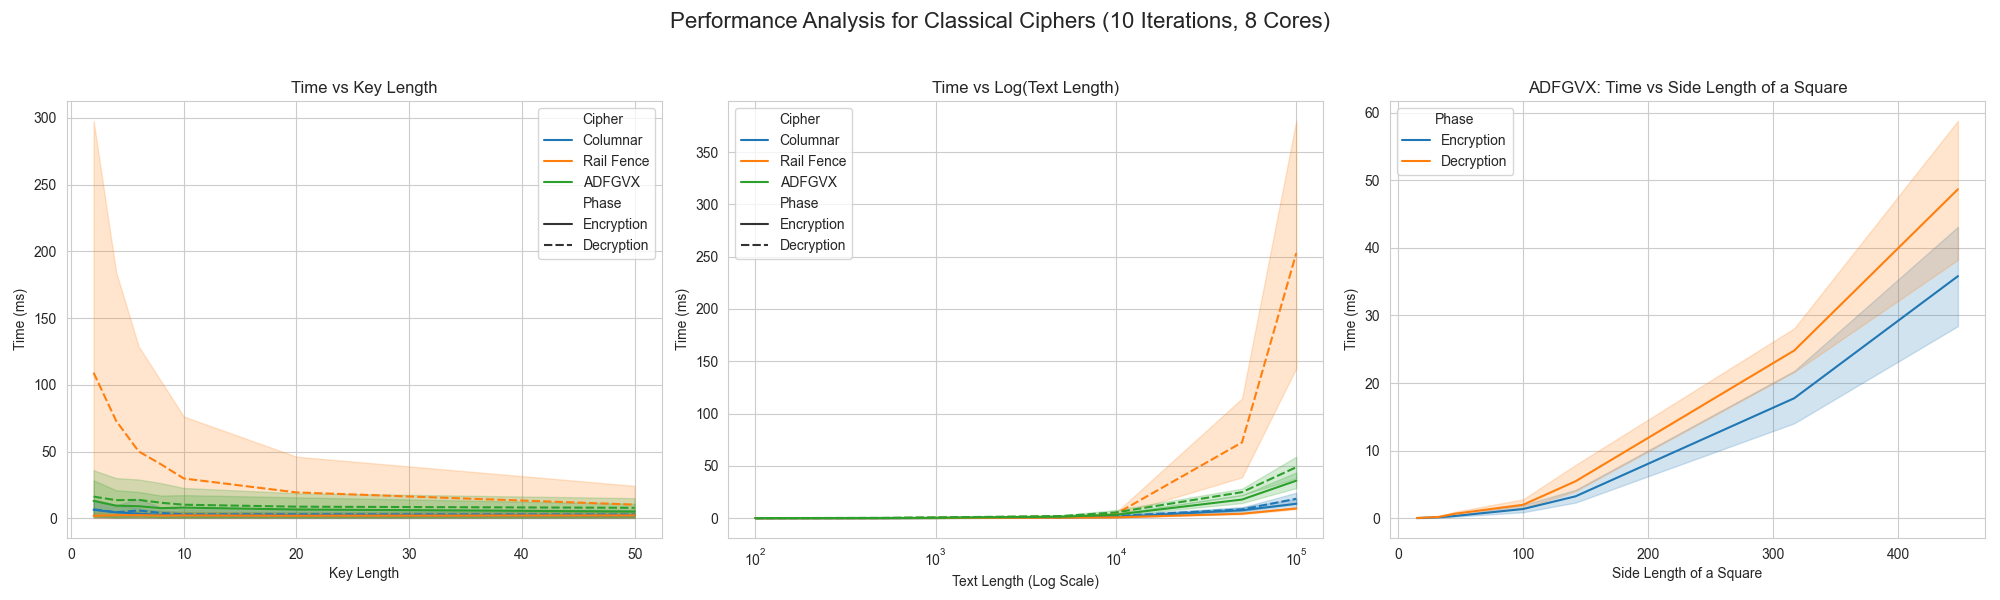 Performance Analysis for Classical Ciphers (10 Iterations, 8 Cores)
Time vs Key Length
300
250
200
150
100
50
0
Time (ms)
0 10 20 30 40 50
Key Length
Cipher
Columnar
Rail Fence
ADFGVX
Phase
Encryption
Decryption
Time vs Log(Text Length)
350
300
250
200
150
100
50
0
Time (ms)
10² 10³ 10⁴ 10⁵
Text Length (Log Scale)
Cipher
Columnar
Rail Fence
ADFGVX
Phase
Encryption
Decryption
ADFGVX: Time vs Side Length of a Square
60
50
40
30
20
10
0
Time (ms)
0 100 200 300 400
Side Length of a Square
Phase
Encryption
Decryption